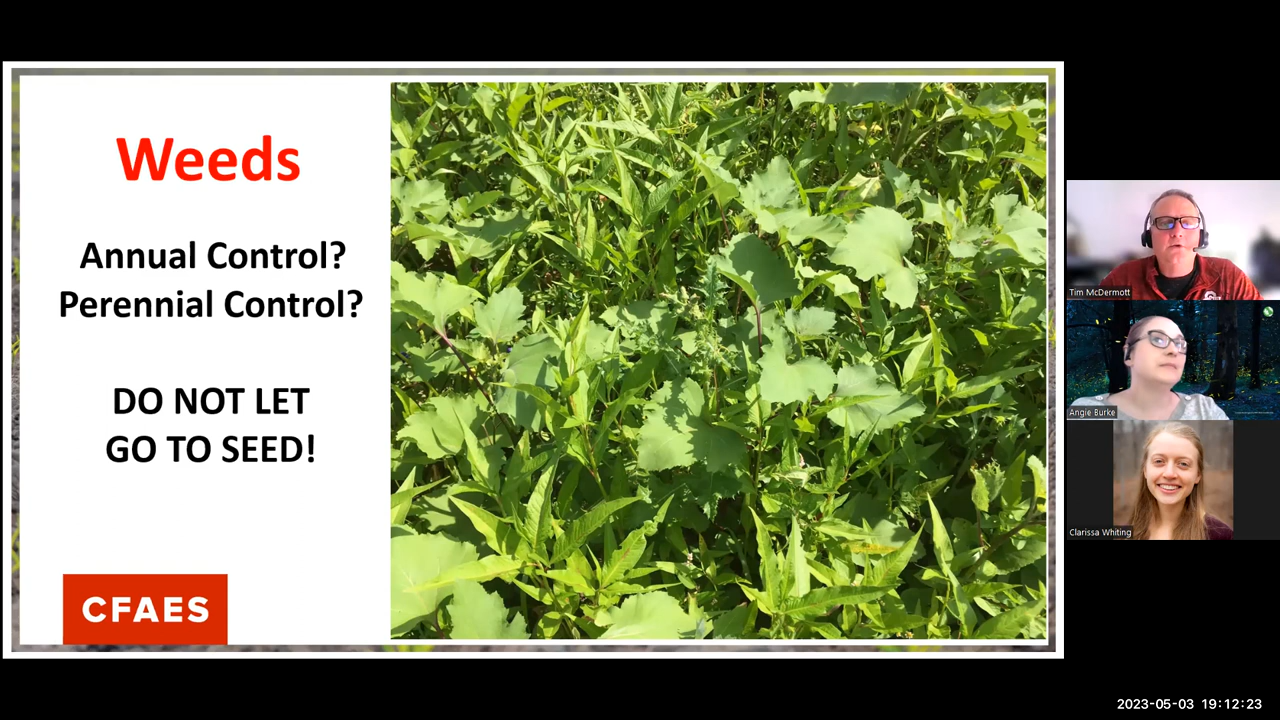 Weeds
Annual Control?
Perennial Control?
DO NOT LET
GO TO SEED!
CFAES
Tim McDermott
Angie Burke
Clarissa Whiting
2023-05-03 19:12:23